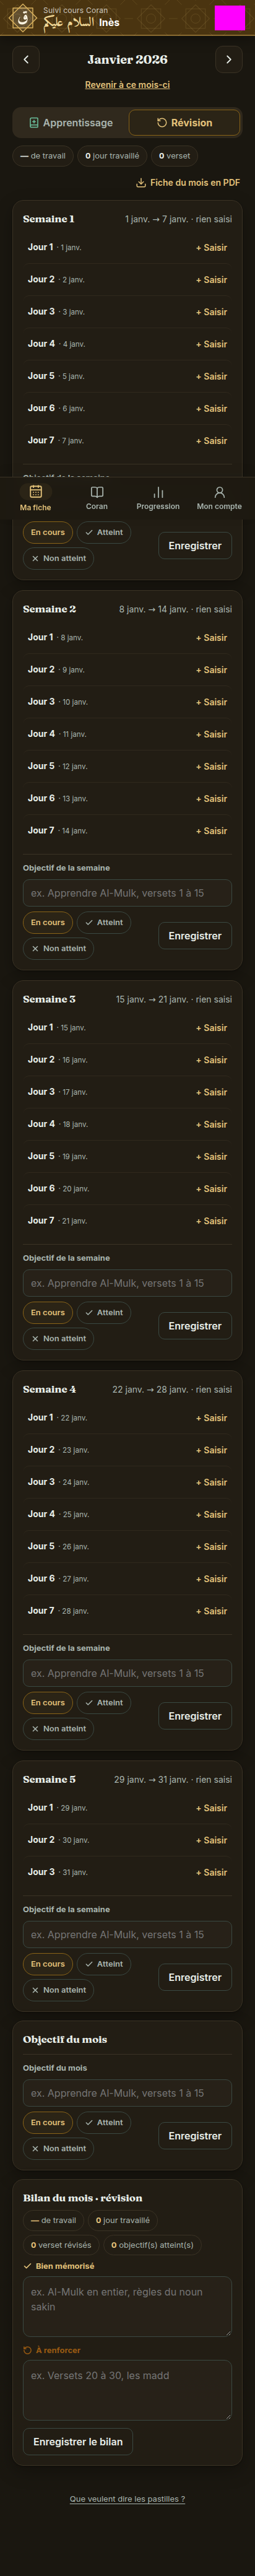 Suivi cours Coran
السلام عليكم Inès
Janvier 2026
Revenir à ce mois-ci
Apprentissage
Révision
— de travail
0 jour travaillé
0 verset
Fiche du mois en PDF
Semaine 1
1 janv. → 7 janv. · rien saisi
Jour 1 · 1 janv.
+ Saisir
Jour 2 · 2 janv.
+ Saisir
Jour 3 · 3 janv.
+ Saisir
Jour 4 · 4 janv.
+ Saisir
Jour 5 · 5 janv.
+ Saisir
Jour 6 · 6 janv.
+ Saisir
Jour 7 · 7 janv.
+ Saisir
Ma fiche
Coran
Progression
Mon compte
En cours
Atteint
Non atteint
Enregistrer
Semaine 2
8 janv. → 14 janv. · rien saisi
Jour 1 · 8 janv.
+ Saisir
Jour 2 · 9 janv.
+ Saisir
Jour 3 · 10 janv.
+ Saisir
Jour 4 · 11 janv.
+ Saisir
Jour 5 · 12 janv.
+ Saisir
Jour 6 · 13 janv.
+ Saisir
Jour 7 · 14 janv.
+ Saisir
Objectif de la semaine
ex. Apprendre Al-Mulk, versets 1 à 15
En cours
Atteint
Non atteint
Enregistrer
Semaine 3
15 janv. → 21 janv. · rien saisi
Jour 1 · 15 janv.
+ Saisir
Jour 2 · 16 janv.
+ Saisir
Jour 3 · 17 janv.
+ Saisir
Jour 4 · 18 janv.
+ Saisir
Jour 5 · 19 janv.
+ Saisir
Jour 6 · 20 janv.
+ Saisir
Jour 7 · 21 janv.
+ Saisir
Objectif de la semaine
ex. Apprendre Al-Mulk, versets 1 à 15
En cours
Atteint
Non atteint
Enregistrer
Semaine 4
22 janv. → 28 janv. · rien saisi
Jour 1 · 22 janv.
+ Saisir
Jour 2 · 23 janv.
+ Saisir
Jour 3 · 24 janv.
+ Saisir
Jour 4 · 25 janv.
+ Saisir
Jour 5 · 26 janv.
+ Saisir
Jour 6 · 27 janv.
+ Saisir
Jour 7 · 28 janv.
+ Saisir
Objectif de la semaine
ex. Apprendre Al-Mulk, versets 1 à 15
En cours
Atteint
Non atteint
Enregistrer
Semaine 5
29 janv. → 31 janv. · rien saisi
Jour 1 · 29 janv.
+ Saisir
Jour 2 · 30 janv.
+ Saisir
Jour 3 · 31 janv.
+ Saisir
Objectif de la semaine
ex. Apprendre Al-Mulk, versets 1 à 15
En cours
Atteint
Non atteint
Enregistrer
Objectif du mois
Objectif du mois
ex. Apprendre Al-Mulk, versets 1 à 15
En cours
Atteint
Non atteint
Enregistrer
Bilan du mois · révision
— de travail
0 jour travaillé
0 verset révisés
0 objectif(s) atteint(s)
Bien mémorisé
ex. Al-Mulk en entier, règles du noun
sakin
À renforcer
ex. Versets 20 à 30, les madd
Enregistrer le bilan
Que veulent dire les pastilles ?